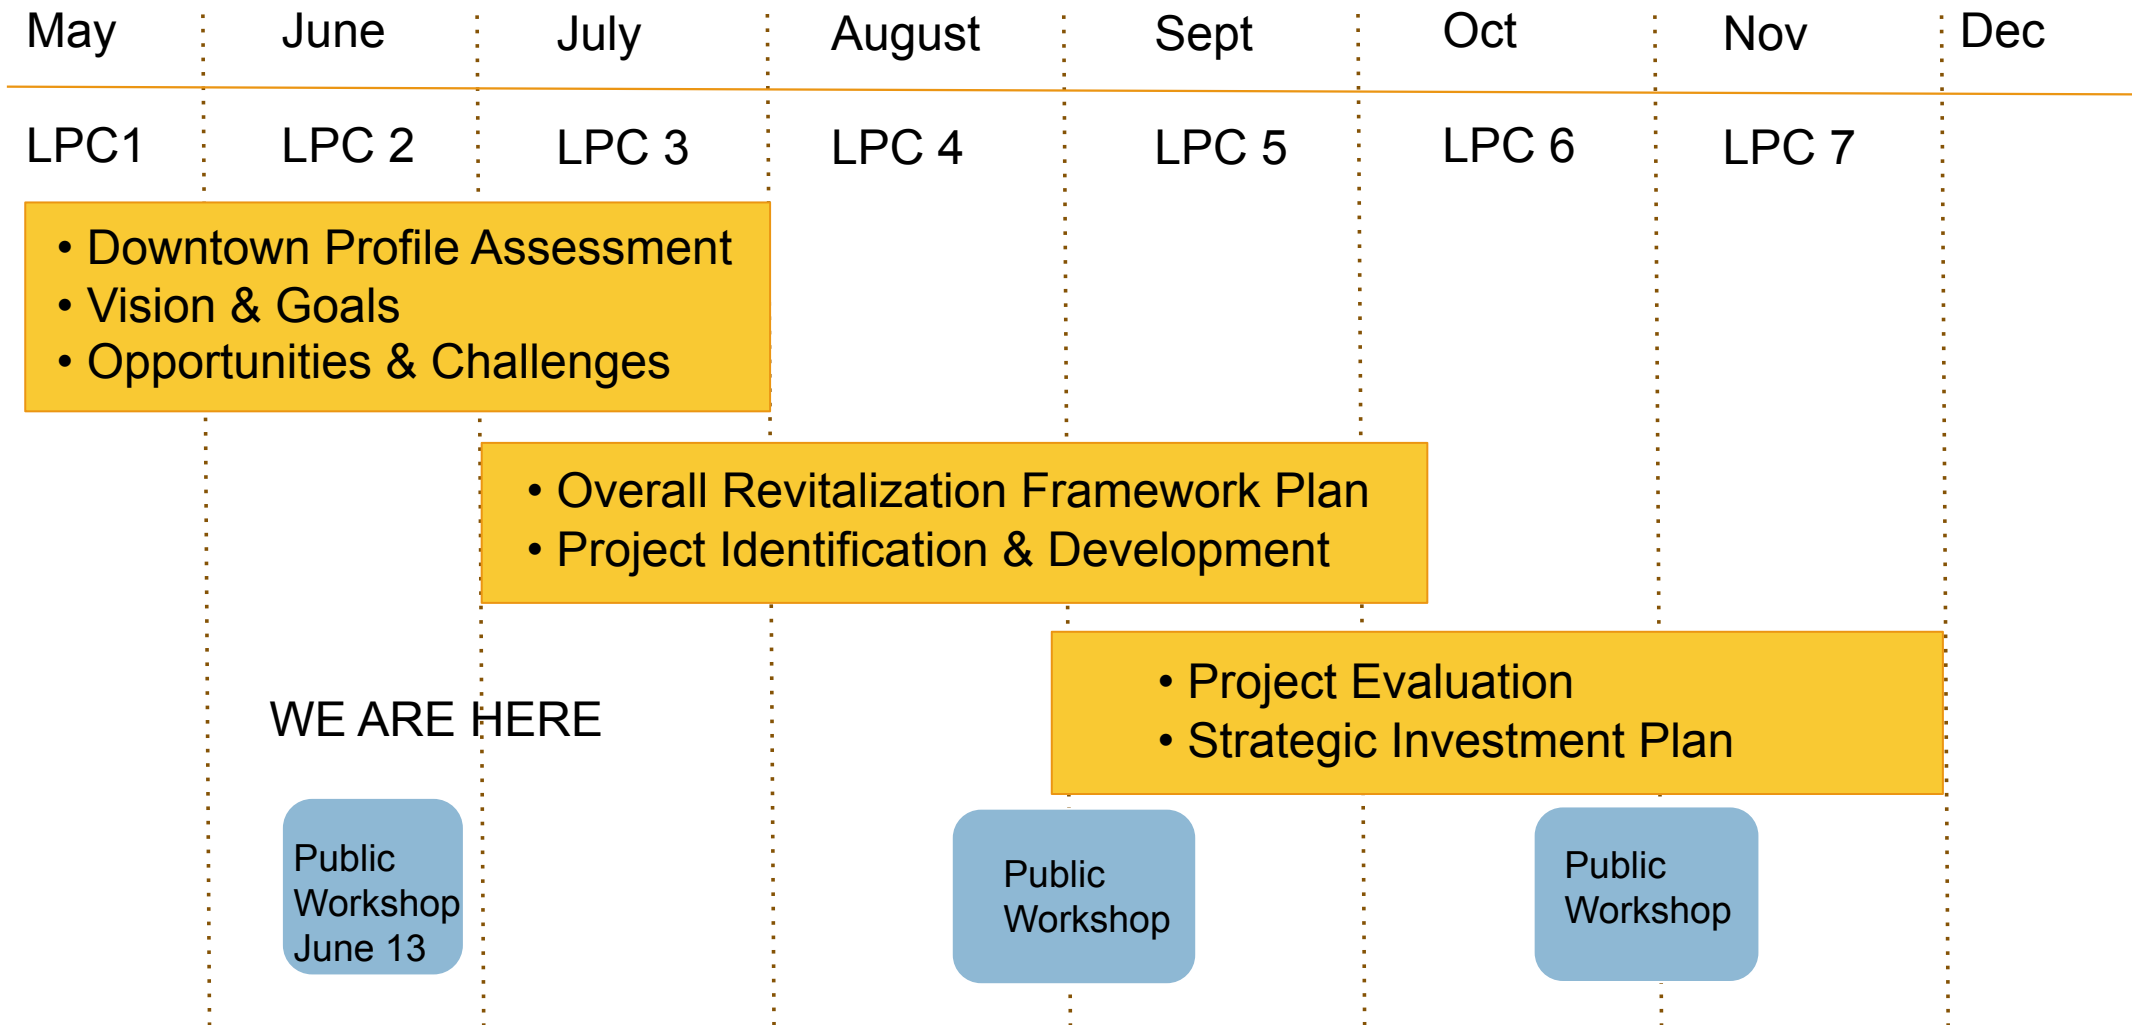 May June July August Sept Oct Nov Dec
LPC1 LPC 2 LPC 3 LPC 4 LPC 5 LPC 6 LPC 7
• Downtown Profile Assessment
• Vision & Goals
• Opportunities & Challenges
• Overall Revitalization Framework Plan
• Project Identification & Development
• Project Evaluation
• Strategic Investment Plan
WE ARE HERE
Public
Workshop
June 13
Public
Workshop
Public
Workshop